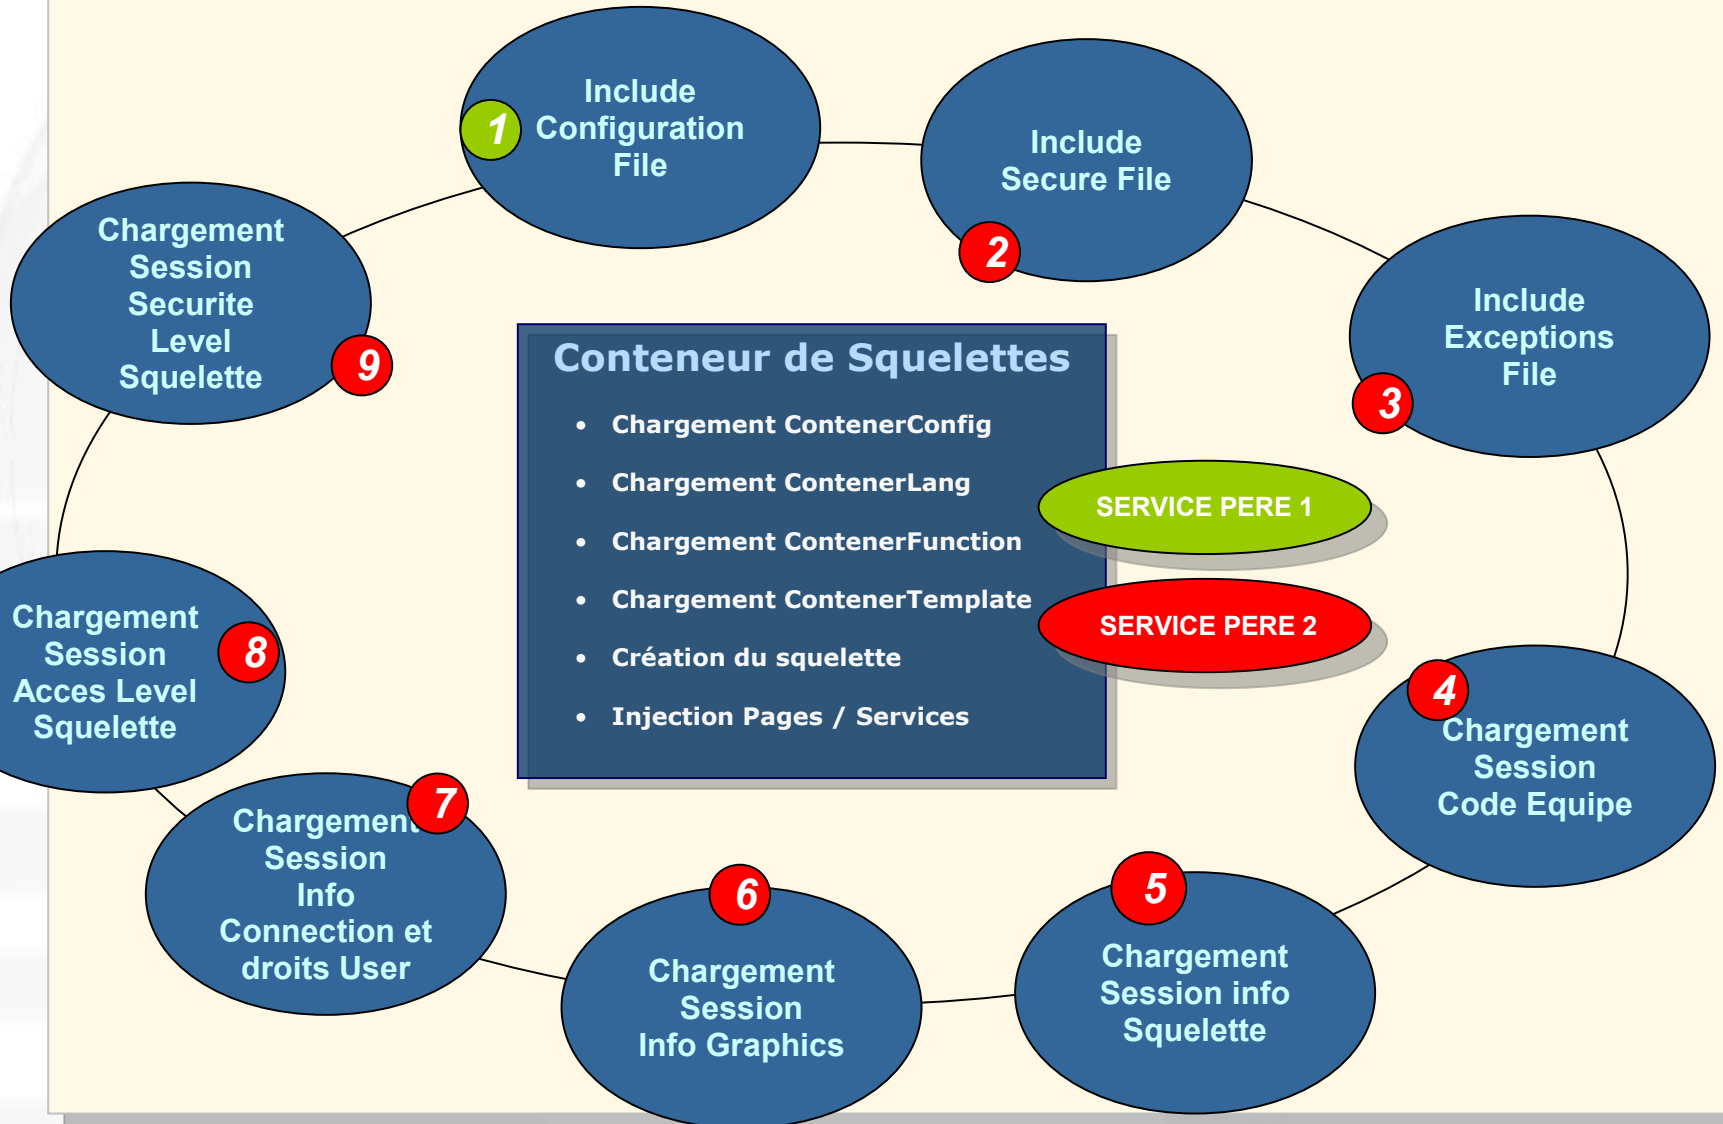 1
Include
Configuration
File
Include
Secure File
2
Include
Exceptions
File
3
4
Chargement
Session
Code Equipe
5
Chargement
Session info
Squelette
6
Chargement
Session
Info Graphics
7
Chargement
Session
Info
Connection et
droits User
8
Chargement
Session
Acces Level
Squelette
Chargement
Session
Securite
Level
Squelette
9
Conteneur de Squelettes
• Chargement ContenerConfig
• Chargement ContenerLang
• Chargement ContenerFunction
• Chargement ContenerTemplate
• Création du squelette
• Injection Pages / Services
SERVICE PERE 1
SERVICE PERE 2